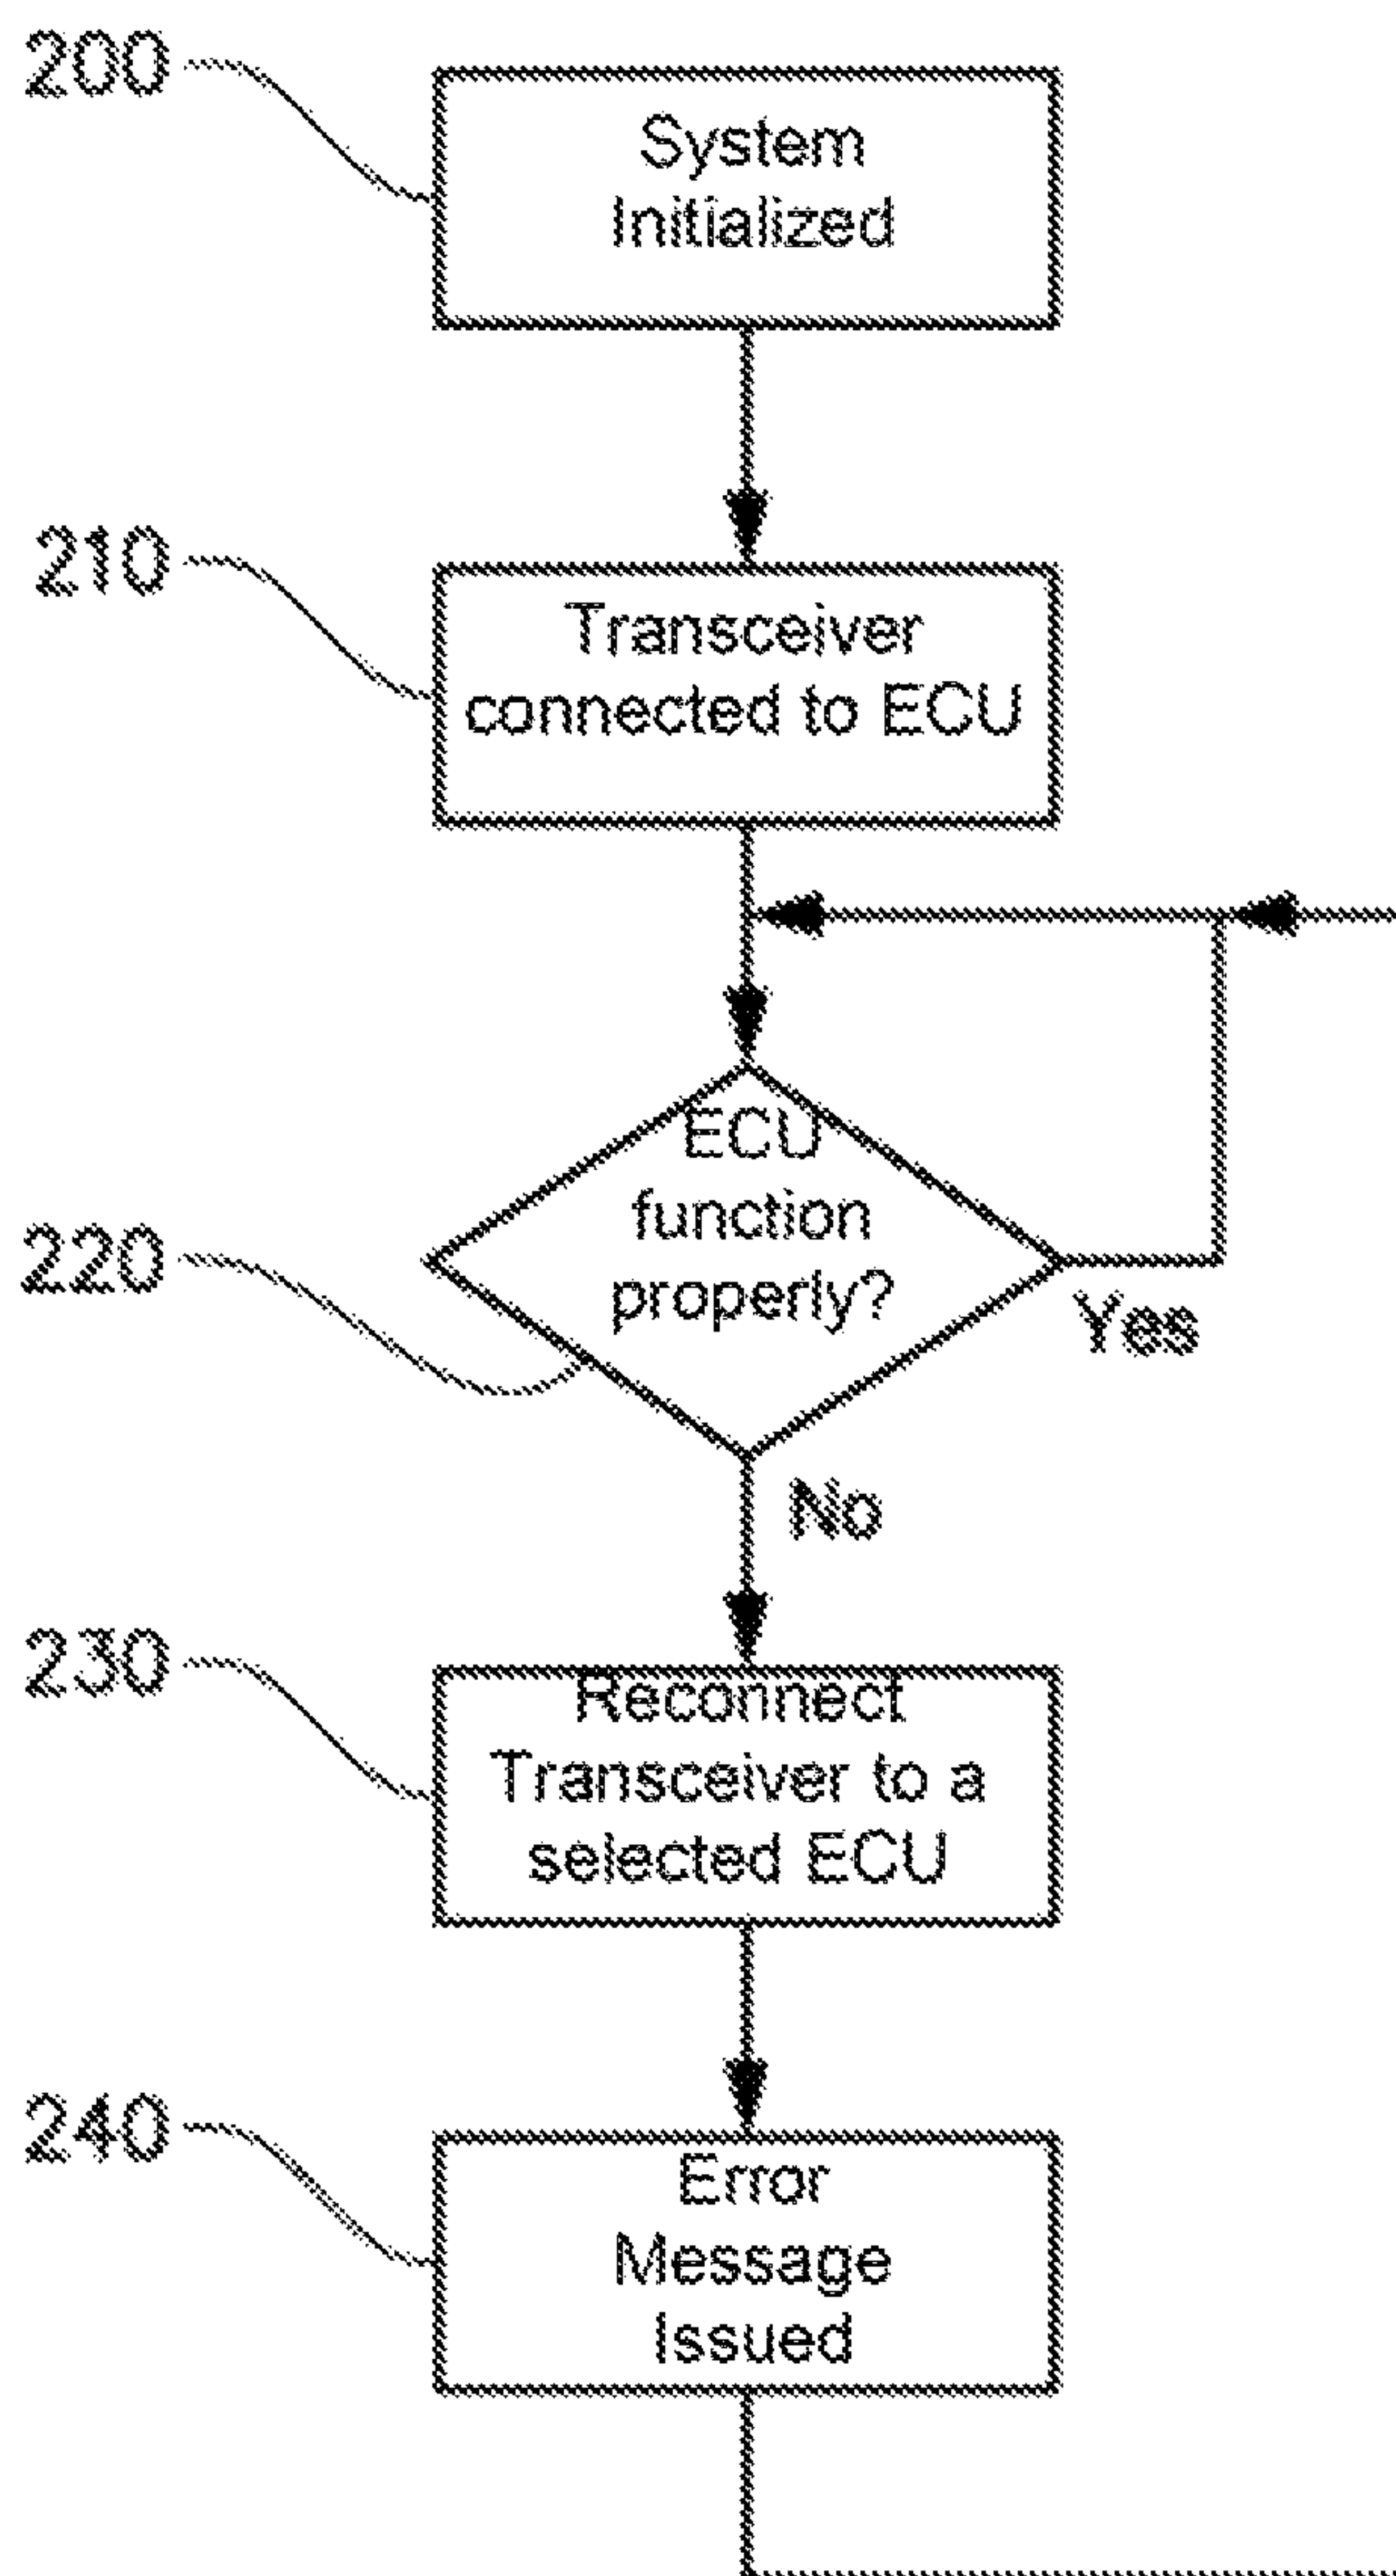 200
System
Initialized
210
Transceiver
connected to ECU
ECU
function
properly?
220
Yes
No
230
Reconnect
Transceiver to a
selected ECU
240
Error
Message
Issued